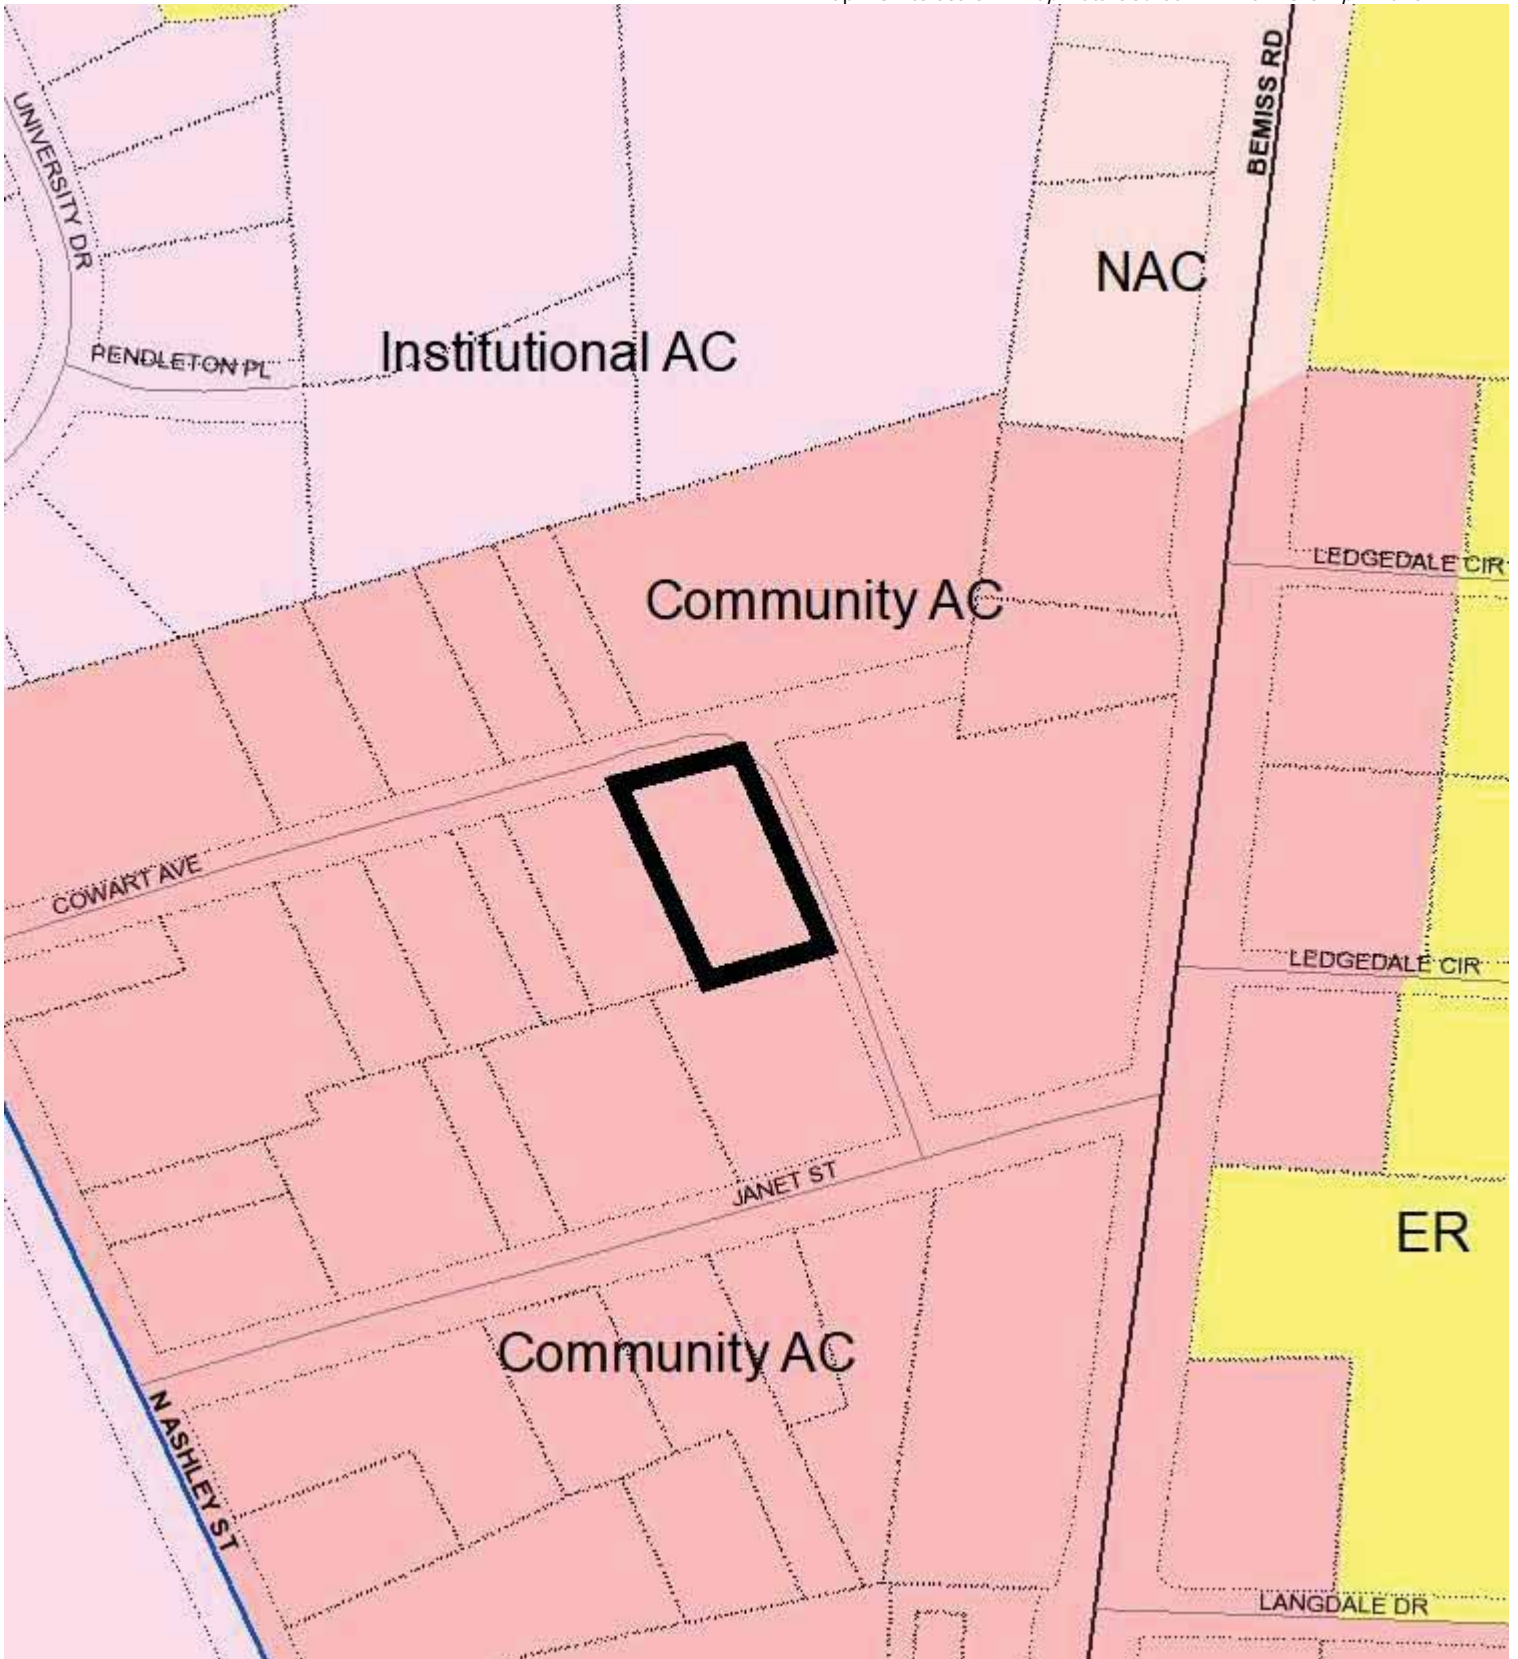 BEMISS RD
UNIVERSITY DR
NAC
PENDLETON PL
Institutional AC
LEDGEDALE CIR
Community AC
COWART AVE
LEDGEDALE CIR
JANET ST
ER
Community AC
N ASHLEY ST
LANGDALE DR